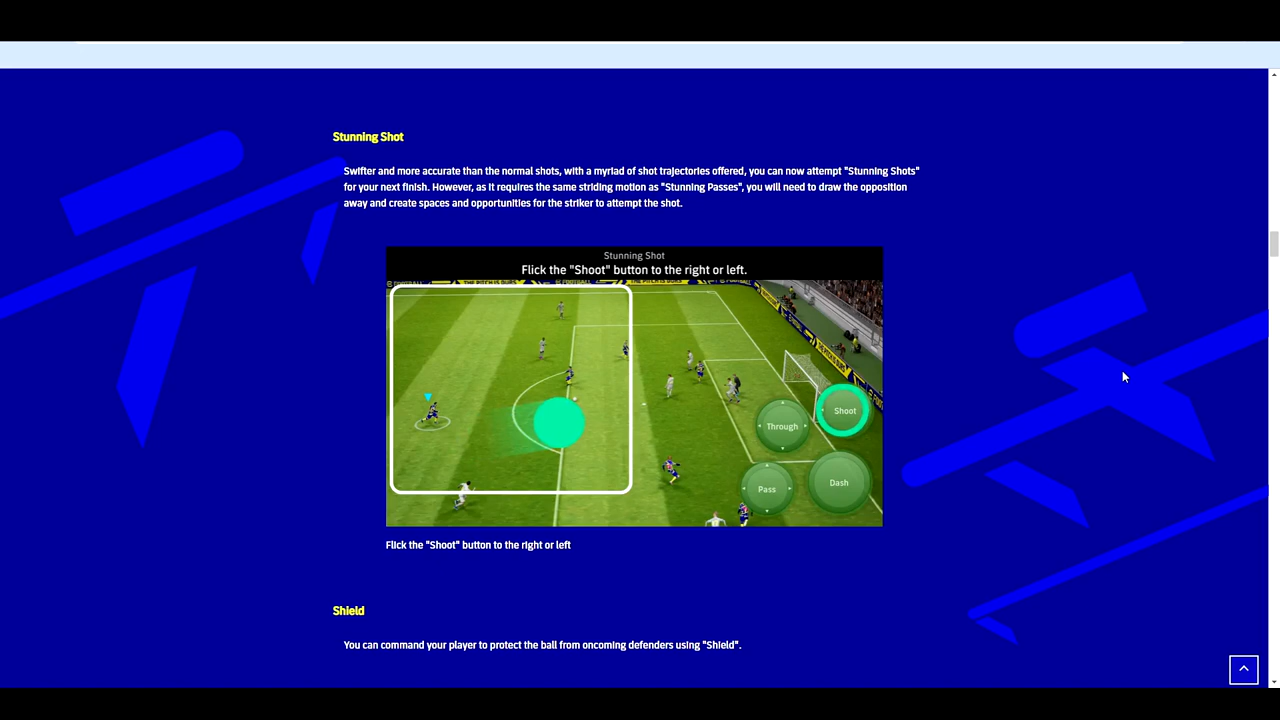 Stunning Shot
Swifter and more accurate than the normal shots, with a myriad of shot trajectories offered, you can now attempt "Stunning Shots"
for your next finish. However, as it requires the same striding motion as "Stunning Passes", you will need to draw the opposition
away and create spaces and opportunities for the striker to attempt the shot.
Stunning Shot
Flick the "Shoot" button to the right or left.
Shoot
Through
Dash
Pass
Flick the "Shoot" button to the right or left
Shield
You can command your player to protect the ball from oncoming defenders using "Shield".